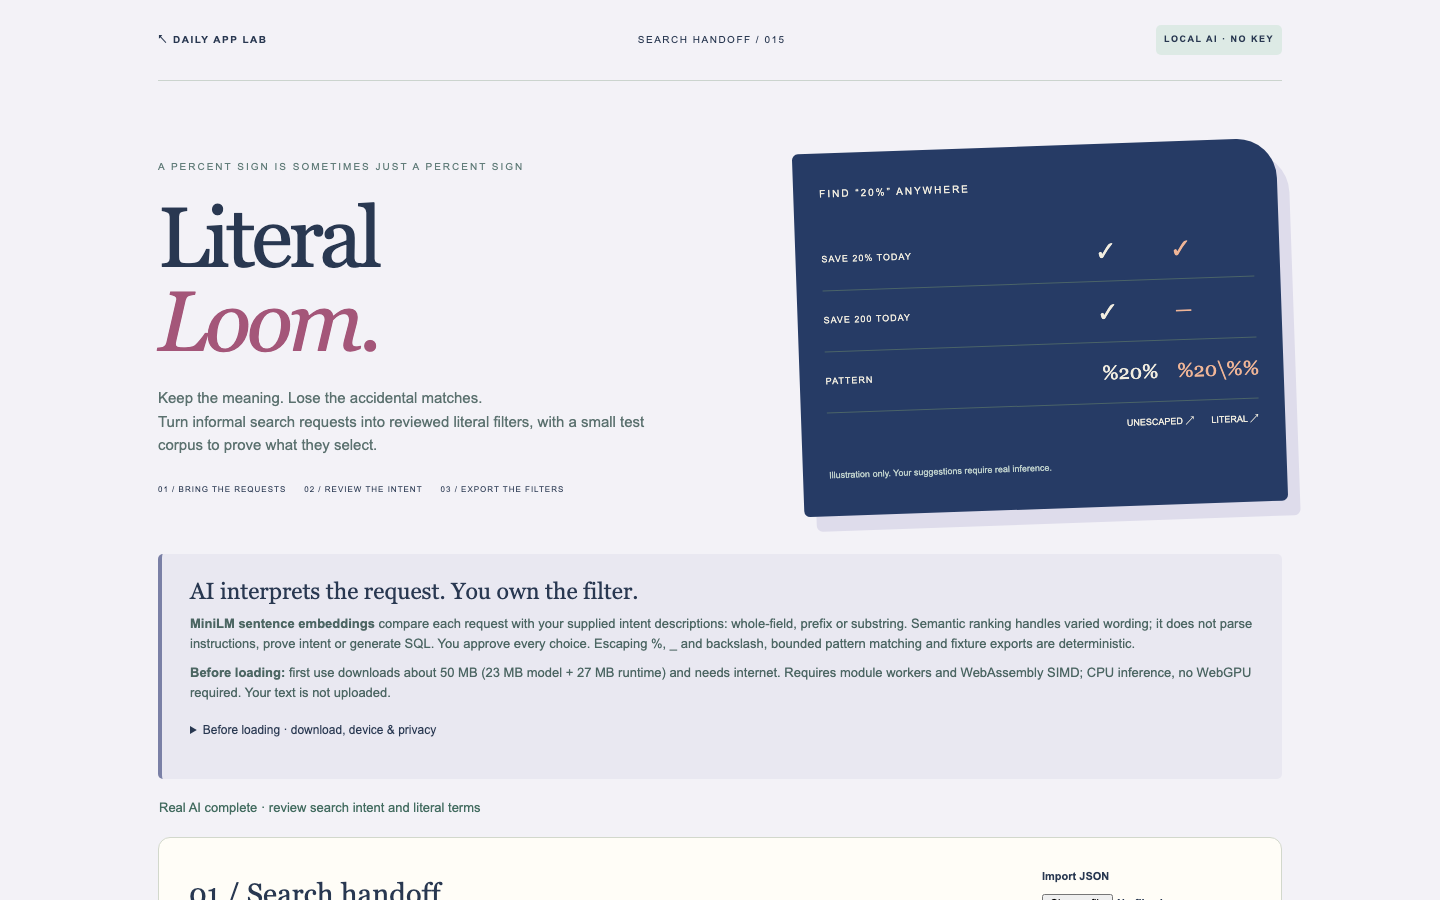 ↖ DAILY APP LAB
SEARCH HANDOFF / 015
LOCAL AI · NO KEY
A PERCENT SIGN IS SOMETIMES JUST A PERCENT SIGN
Literal
Loom.
Keep the meaning. Lose the accidental matches.
Turn informal search requests into reviewed literal filters, with a small test
corpus to prove what they select.
01 / BRING THE REQUESTS 02 / REVIEW THE INTENT 03 / EXPORT THE FILTERS
FIND "20%" ANYWHERE
SAVE 20% TODAY ✓ ✓
SAVE 200 TODAY ✓ —
PATTERN %20% %20\%%
UNESCAPED ↗ LITERAL ↗
Illustration only. Your suggestions require real inference.
AI interprets the request. You own the filter.
MiniLM sentence embeddings compare each request with your supplied intent descriptions: whole-field, prefix or substring. Semantic ranking handles varied wording; it does not parse
instructions, prove intent or generate SQL. You approve every choice. Escaping %, _ and backslash, bounded pattern matching and fixture exports are deterministic.
Before loading: first use downloads about 50 MB (23 MB model + 27 MB runtime) and needs internet. Requires module workers and WebAssembly SIMD; CPU inference, no WebGPU
required. Your text is not uploaded.
▶ Before loading · download, device & privacy
Real AI complete · review search intent and literal terms
01 / Search handoff
Import JSON